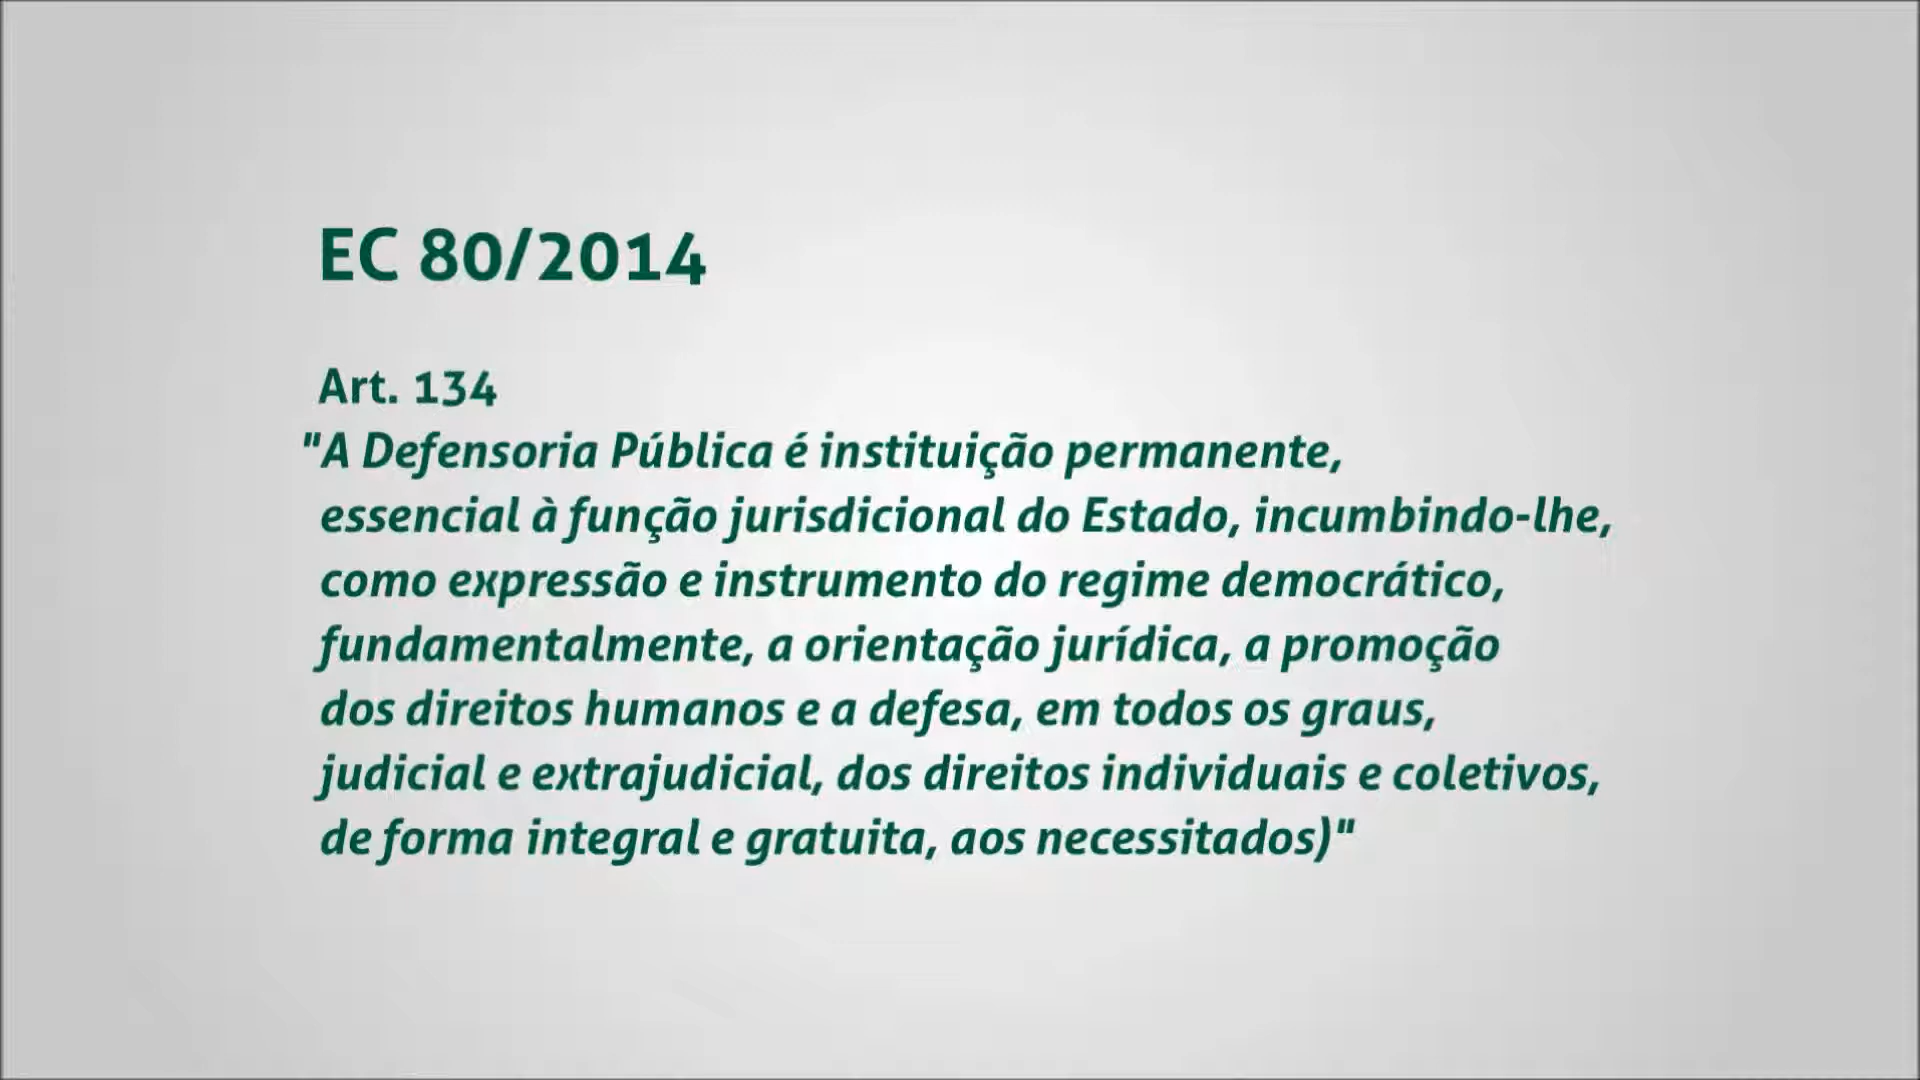 EC 80/2014
Art. 134
"A Defensoria Pública é instituição permanente,
essencial à função jurisdicional do Estado, incumbindo-lhe,
como expressão e instrumento do regime democrático,
fundamentalmente, a orientação jurídica, a promoção
dos direitos humanos e a defesa, em todos os graus,
judicial e extrajudicial, dos direitos individuais e coletivos,
de forma integral e gratuita, aos necessitados)"